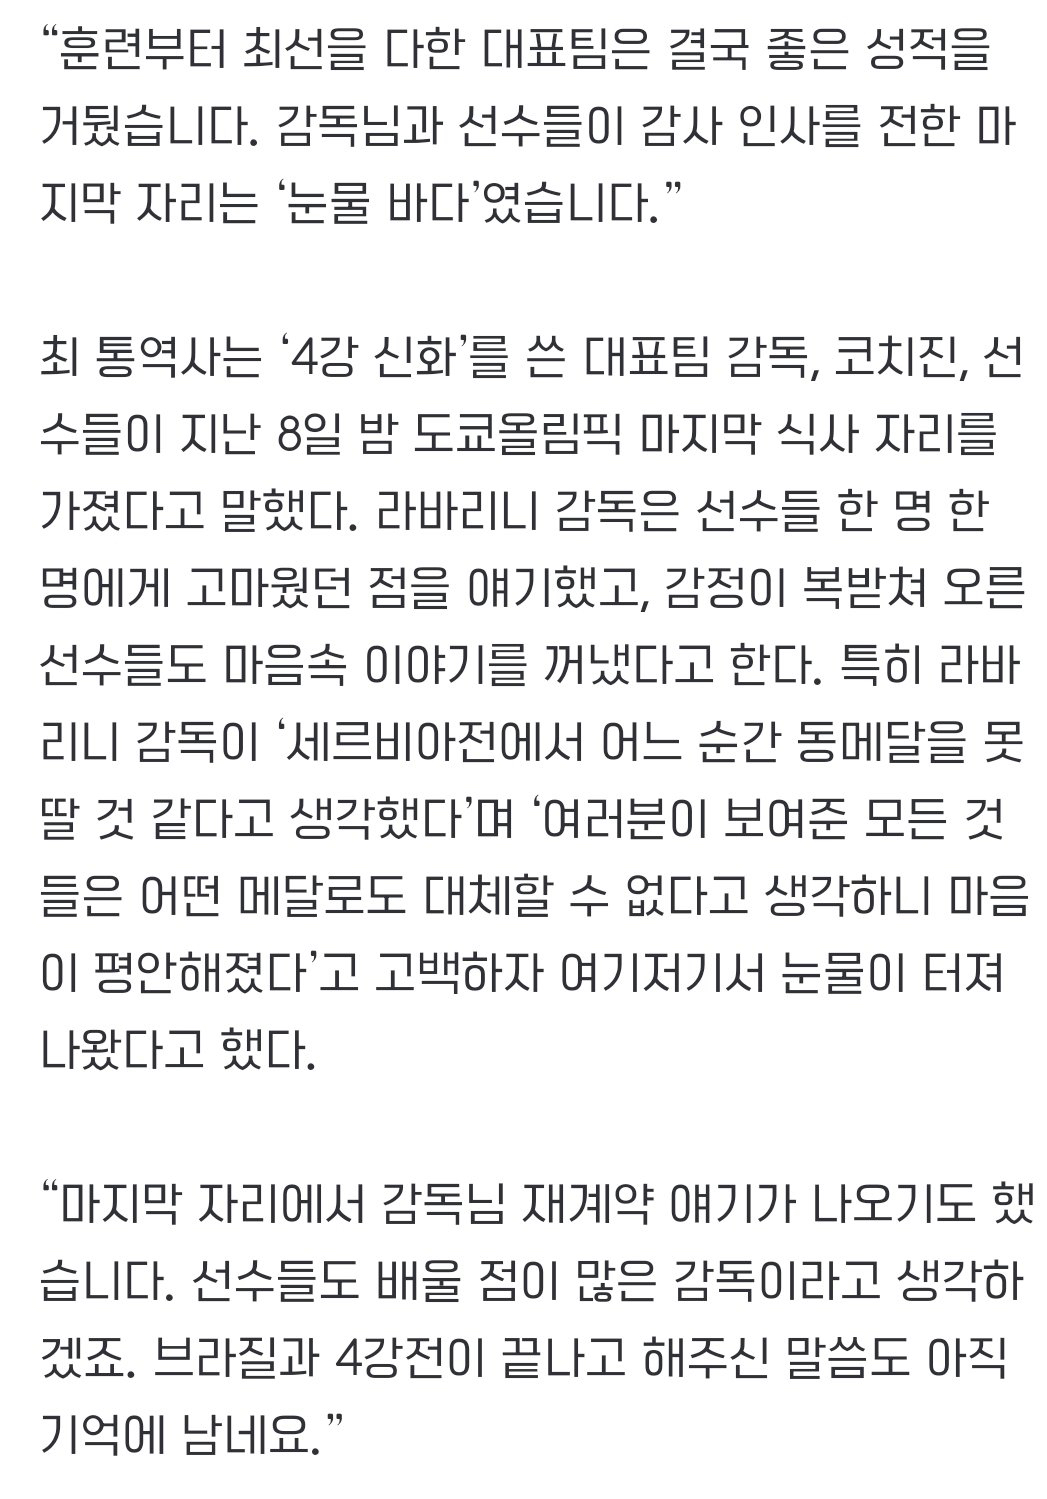 “훈련부터 최선을 다한 대표팀은 결국 좋은 성적을
거뒀습니다. 감독님과 선수들이 감사 인사를 전한 마
지막 자리는 ‘눈물 바다’였습니다.”
최 통역사는 ‘4강 신화’를 쓴 대표팀 감독, 코치진, 선
수들이 지난 8일 밤 도쿄올림픽 마지막 식사 자리를
가졌다고 말했다. 라바리니 감독은 선수들 한 명 한
명에게 고마웠던 점을 얘기했고, 감정이 복받쳐 오른
선수들도 마음속 이야기를 꺼냈다고 한다. 특히 라바
리니 감독이 ‘세르비아전에서 어느 순간 동메달을 못
딸 것 같다고 생각했다’며 ‘여러분이 보여준 모든 것
들은 어떤 메달로도 대체할 수 없다고 생각하니 마음
이 평안해졌다’고 고백하자 여기저기서 눈물이 터져
나왔다고 했다.
“마지막 자리에서 감독님 재계약 얘기가 나오기도 했
습니다. 선수들도 배울 점이 많은 감독이라고 생각하
겠죠. 브라질과 4강전이 끝나고 해주신 말씀도 아직
기억에 남네요.”